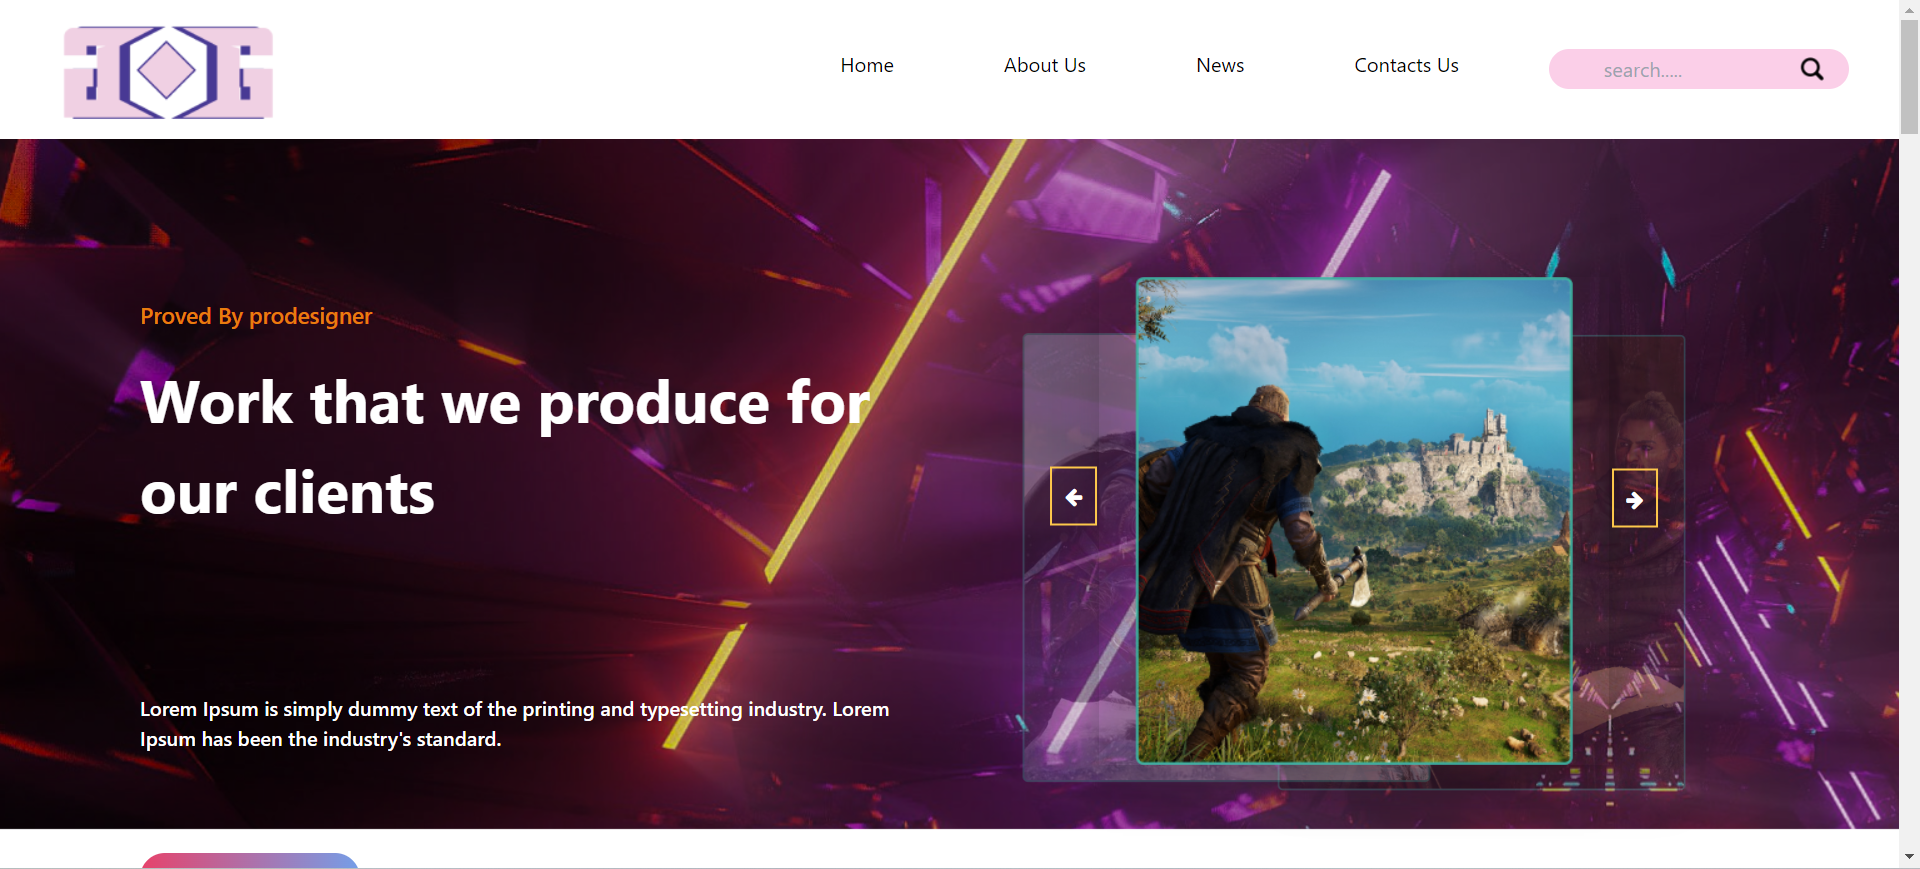 Home
About Us
News
Contacts Us
search.....
Proved By prodesigner
Work that we produce for
our clients
Lorem Ipsum is simply dummy text of the printing and typesetting industry. Lorem
Ipsum has been the industry's standard.